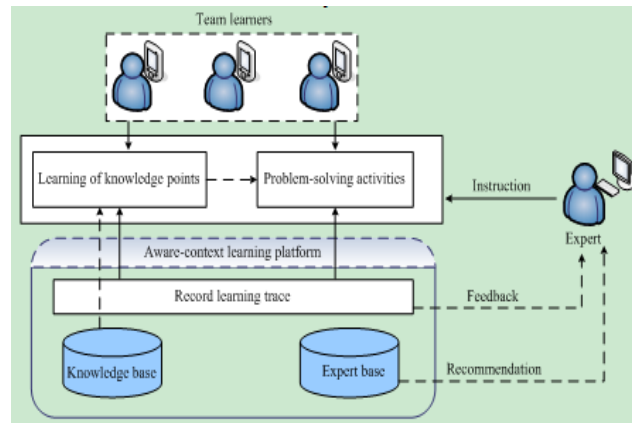 Team learners
Learning of knowledge points
Problem-solving activities
Instruction
Expert
Aware-context learning platform
Record learning trace
Feedback
Knowledge base
Expert base
Recommendation